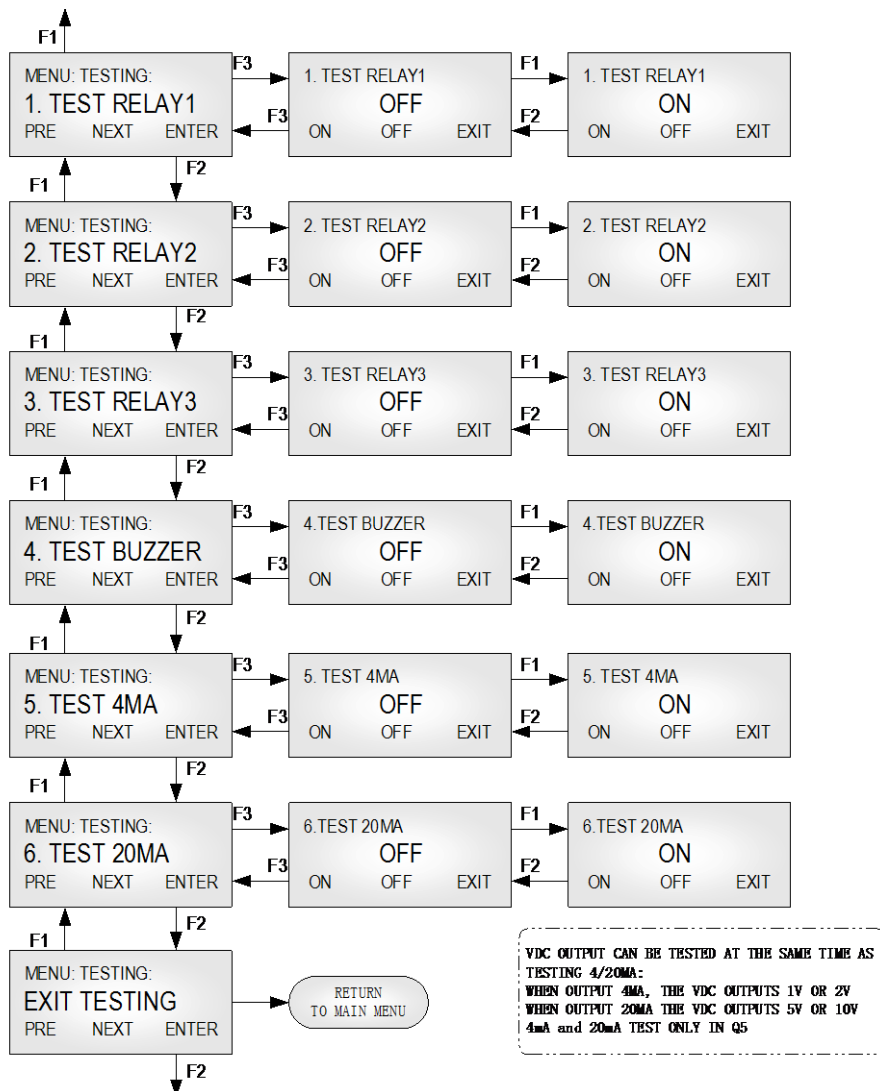 F1
MENU: TESTING:
1. TEST RELAY1
PRE NEXT ENTER
F3
F3
1. TEST RELAY1
OFF
ON OFF EXIT
F1
F2
1. TEST RELAY1
ON
ON OFF EXIT
F1
F2
MENU: TESTING:
2. TEST RELAY2
PRE NEXT ENTER
F3
F3
2. TEST RELAY2
OFF
ON OFF EXIT
F1
F2
2. TEST RELAY2
ON
ON OFF EXIT
F1
F2
MENU: TESTING:
3. TEST RELAY3
PRE NEXT ENTER
F3
F3
3. TEST RELAY3
OFF
ON OFF EXIT
F1
F2
3. TEST RELAY3
ON
ON OFF EXIT
F1
F2
MENU: TESTING:
4. TEST BUZZER
PRE NEXT ENTER
F3
F3
4.TEST BUZZER
OFF
ON OFF EXIT
F1
F2
4.TEST BUZZER
ON
ON OFF EXIT
F1
F2
MENU: TESTING:
5. TEST 4MA
PRE NEXT ENTER
F3
F3
5. TEST 4MA
OFF
ON OFF EXIT
F1
F2
5. TEST 4MA
ON
ON OFF EXIT
F1
F2
MENU: TESTING:
6. TEST 20MA
PRE NEXT ENTER
F3
F3
6.TEST 20MA
OFF
ON OFF EXIT
F1
F2
6.TEST 20MA
ON
ON OFF EXIT
F1
F2
MENU: TESTING:
EXIT TESTING
PRE NEXT ENTER
RETURN
TO MAIN MENU
F2
VDC OUTPUT CAN BE TESTED AT THE SAME TIME AS
TESTING 4/20MA:
WHEN OUTPUT 4MA, THE VDC OUTPUTS 1V OR 2V
WHEN OUTPUT 20MA THE VDC OUTPUTS 5V OR 10V
4mA and 20mA TEST ONLY IN Q5